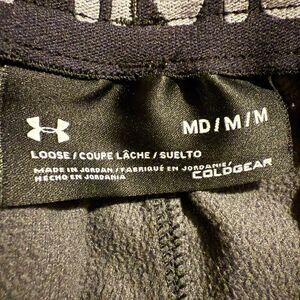 MD / M / M
LOOSE / COUPE LÂCHE / SUELTO
MADE IN JORDAN / FABRIQUÉ EN JORDANIE /
HECHO EN JORDANIA
COLDGEAR